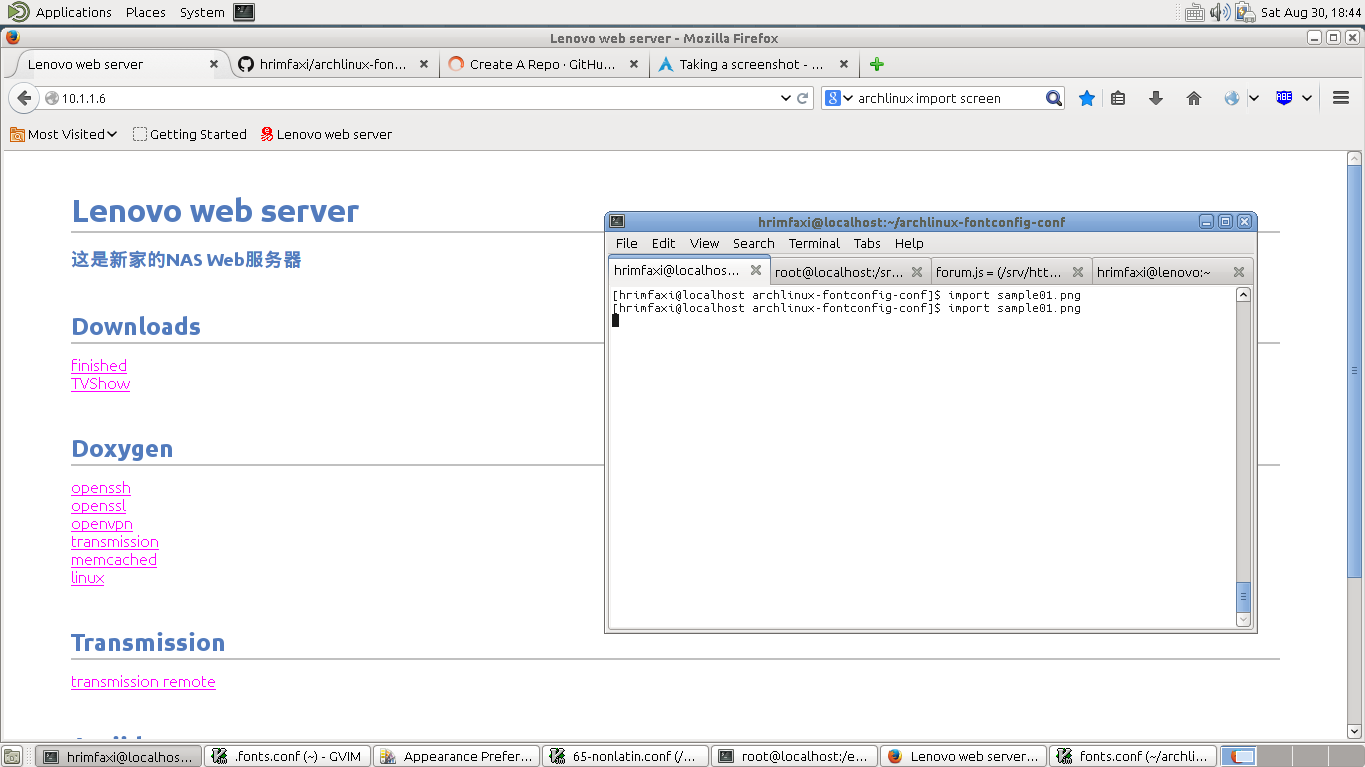 Applications Places System Sat Aug 30, 18:44
Lenovo web server - Mozilla Firefox
Lenovo web server hrimfaxi/archlinux-fon... Create A Repo · GitHu... Taking a screenshot - ...
10.1.1.6 archlinux import screen
Most Visited Getting Started Lenovo web server
Lenovo web server
这是新家的NAS Web服务器
Downloads
finished
TVShow
Doxygen
openssh
openssl
openvpn
transmission
memcached
linux
Transmission
transmission remote
hrimfaxi@localhost:~/archlinux-fontconfig-conf
File Edit View Search Terminal Tabs Help
hrimfaxi@localhos... root@localhost:/sr... forum.js = (/srv/htt... hrimfaxi@lenovo:~
[hrimfaxi@localhost archlinux-fontconfig-conf]$ import sample01.png
[hrimfaxi@localhost archlinux-fontconfig-conf]$ import sample01.png
hrimfaxi@localhos... .fonts.conf (~) - GVIM Appearance Prefer... 65-nonlatin.conf (/... root@localhost:/e... Lenovo web server... fonts.conf (~/archli...